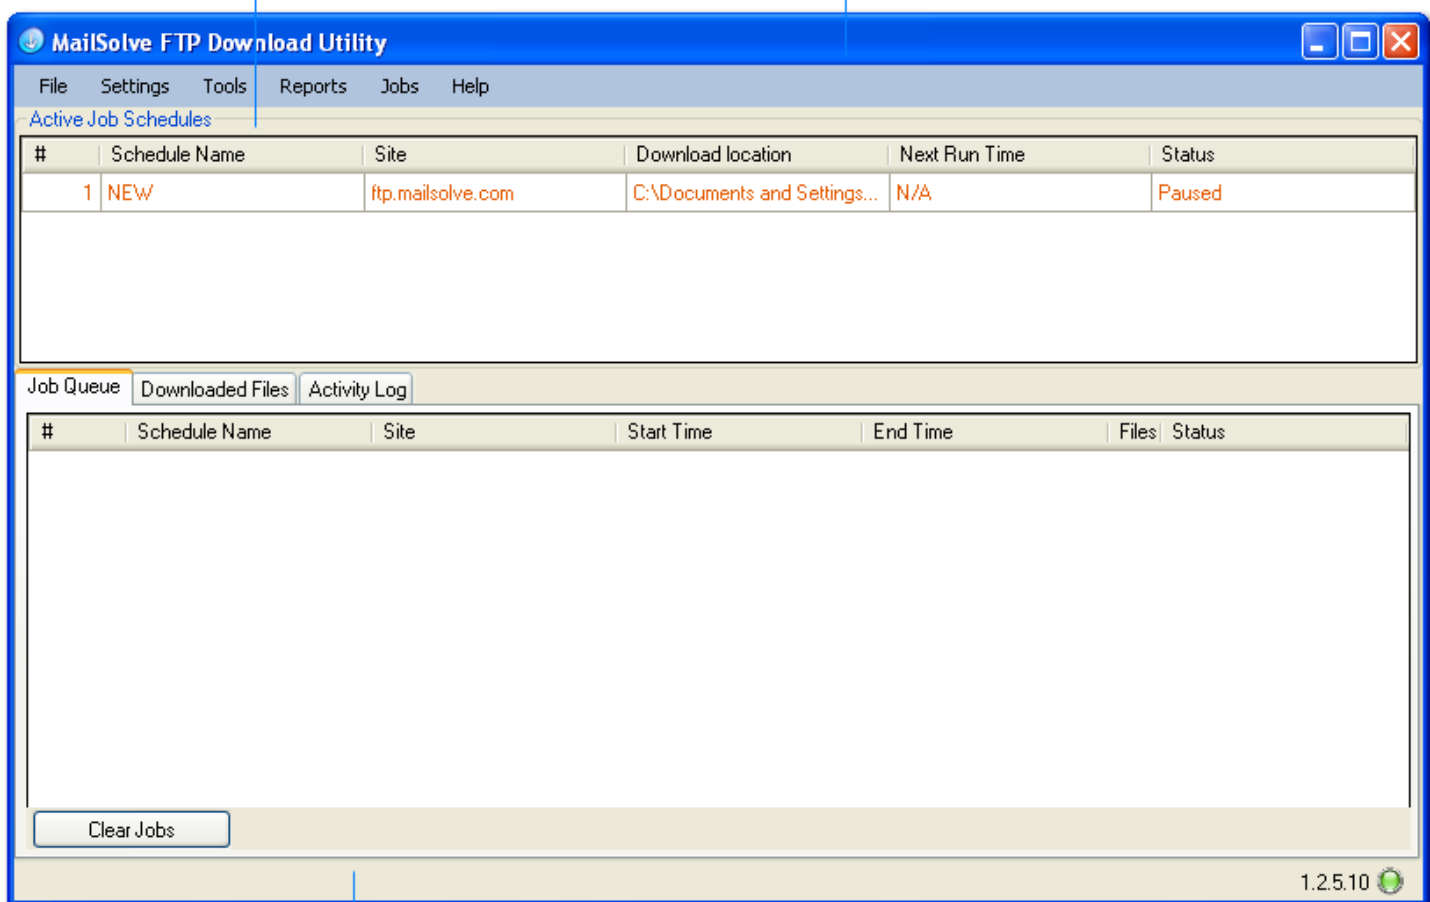 MailSolve FTP Download Utility
File Settings Tools Reports Jobs Help
Active Job Schedules
# Schedule Name Site Download location Next Run Time Status
1 NEW ftp.mailsolve.com C:\Documents and Settings... N/A Paused
Job Queue Downloaded Files Activity Log
# Schedule Name Site Start Time End Time Files Status
Clear Jobs
1.2.5.10